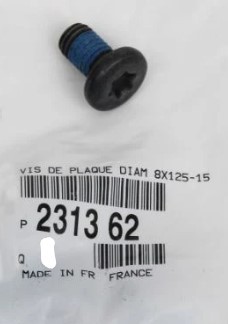 VIS DE PLAQUE DIAM 8X125-15
P 2313 62
Q
MADE IN FR FRANCE